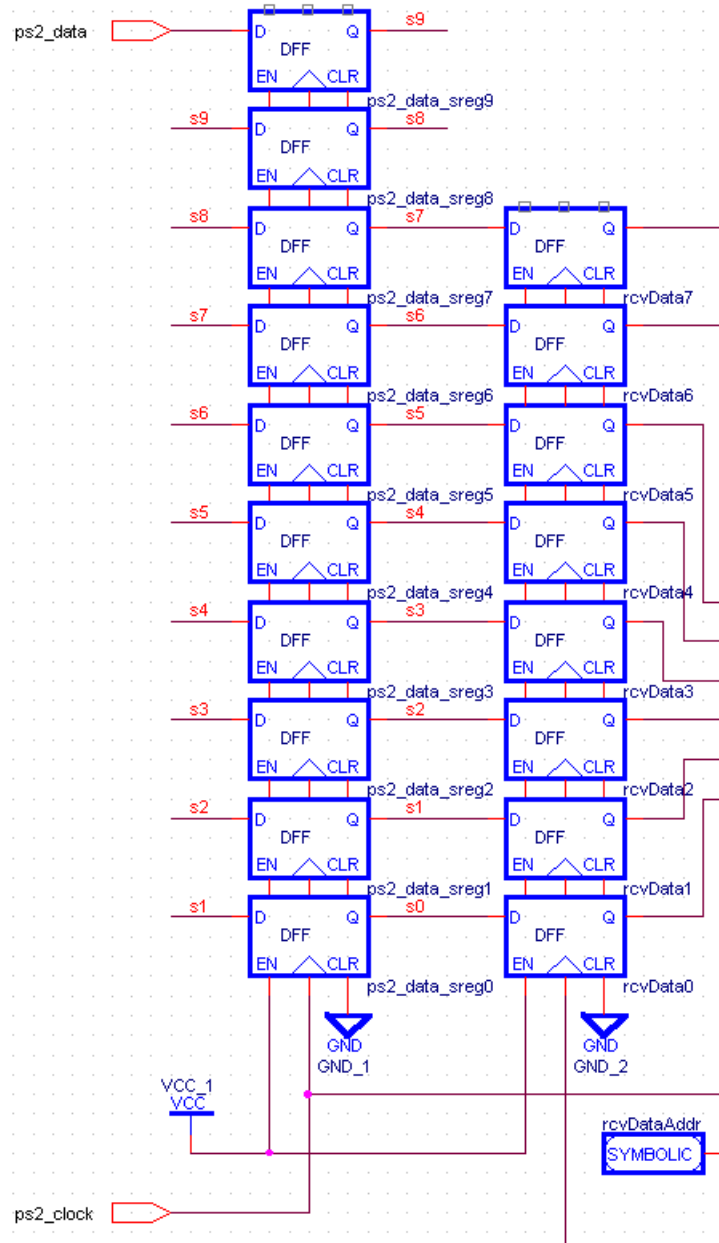 ps2_data
D Q s9
DFF
EN CLR
ps2_data_sreg9
s9 D Q s8
DFF
EN CLR
ps2_data_sreg8
s8 D Q s7 D Q
DFF DFF
EN CLR EN CLR
ps2_data_sreg7 rcvData7
s7 D Q s6 D Q
DFF DFF
EN CLR EN CLR
ps2_data_sreg6 rcvData6
s6 D Q s5 D Q
DFF DFF
EN CLR EN CLR
ps2_data_sreg5 rcvData5
s5 D Q s4 D Q
DFF DFF
EN CLR EN CLR
ps2_data_sreg4 rcvData4
s4 D Q s3 D Q
DFF DFF
EN CLR EN CLR
ps2_data_sreg3 rcvData3
s3 D Q s2 D Q
DFF DFF
EN CLR EN CLR
ps2_data_sreg2 rcvData2
s2 D Q s1 D Q
DFF DFF
EN CLR EN CLR
ps2_data_sreg1 rcvData1
s1 D Q s0 D Q
DFF DFF
EN CLR EN CLR
ps2_data_sreg0 rcvData0
GND GND
GND_1 GND_2
VCC_1
VCC
rcvDataAddr
SYMBOLIC
ps2_clock